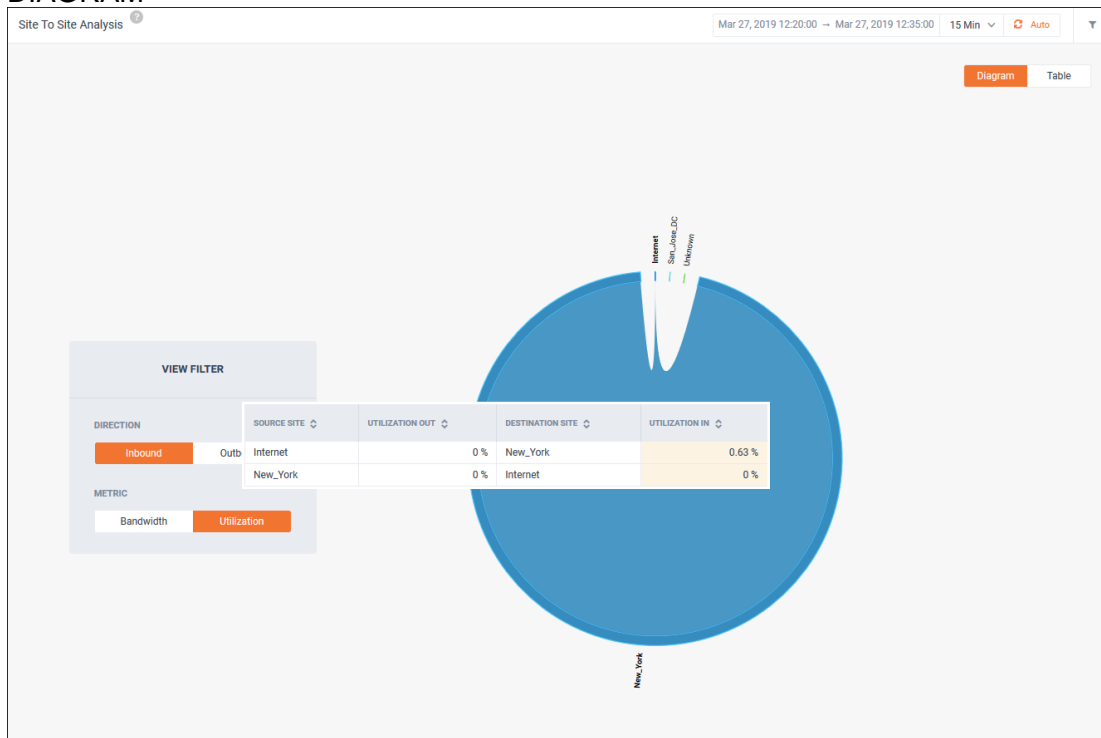 DIAGRAM
Site To Site Analysis ?
Mar 27, 2019 12:20:00 → Mar 27, 2019 12:35:00 15 Min Auto
Diagram Table
Internet
San_Jose_DC
Unknown
VIEW FILTER
DIRECTION
Inbound Outb
METRIC
Bandwidth Utilization
SOURCE SITE UTILIZATION OUT DESTINATION SITE UTILIZATION IN
Internet 0 % New_York 0.63 %
New_York 0 % Internet 0 %
New_York